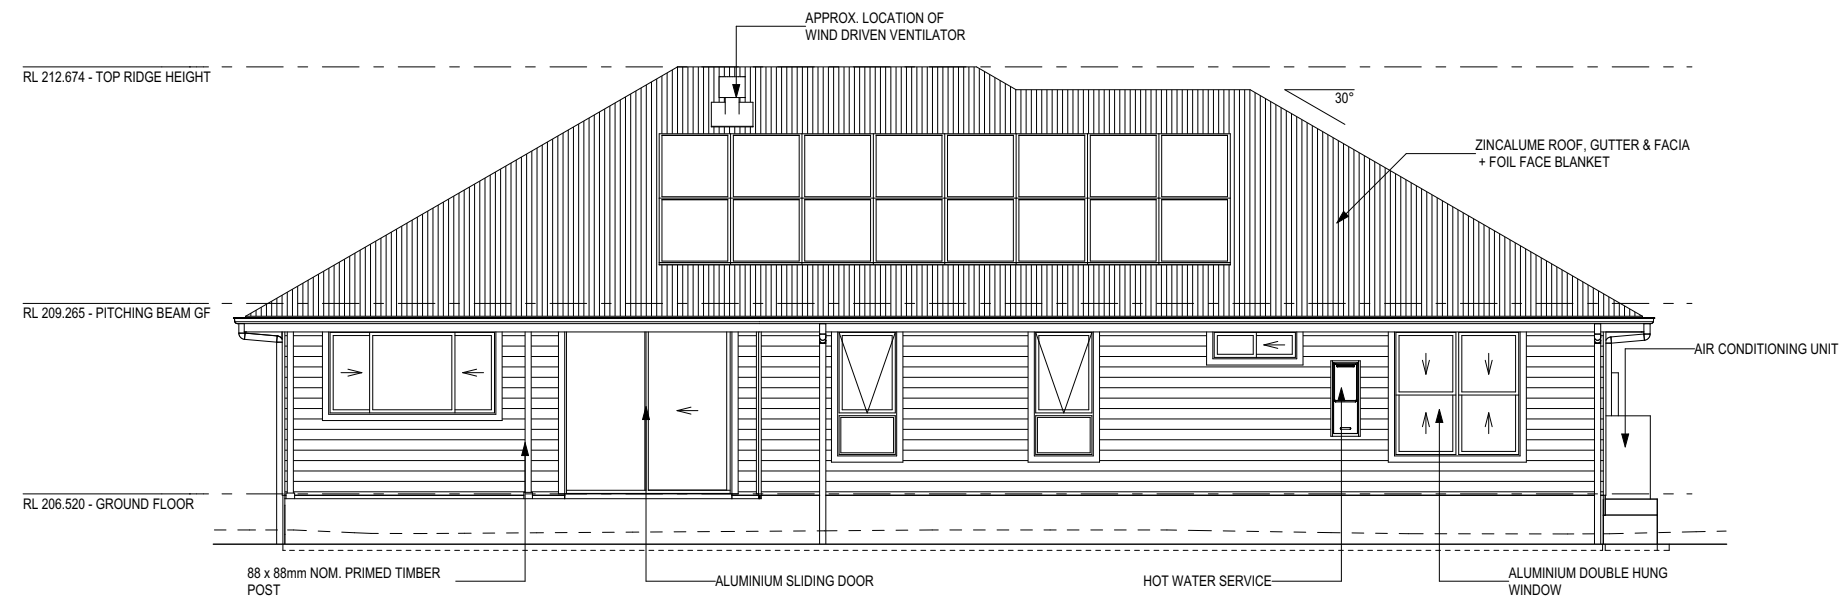 APPROX. LOCATION OF
WIND DRIVEN VENTILATOR
RL 212.674 - TOP RIDGE HEIGHT
30°
ZINCALUME ROOF, GUTTER & FACIA
+ FOIL FACE BLANKET
RL 209.265 - PITCHING BEAM GF
AIR CONDITIONING UNIT
RL 206.520 - GROUND FLOOR
88 x 88mm NOM. PRIMED TIMBER
POST
ALUMINIUM SLIDING DOOR
HOT WATER SERVICE
ALUMINIUM DOUBLE HUNG
WINDOW